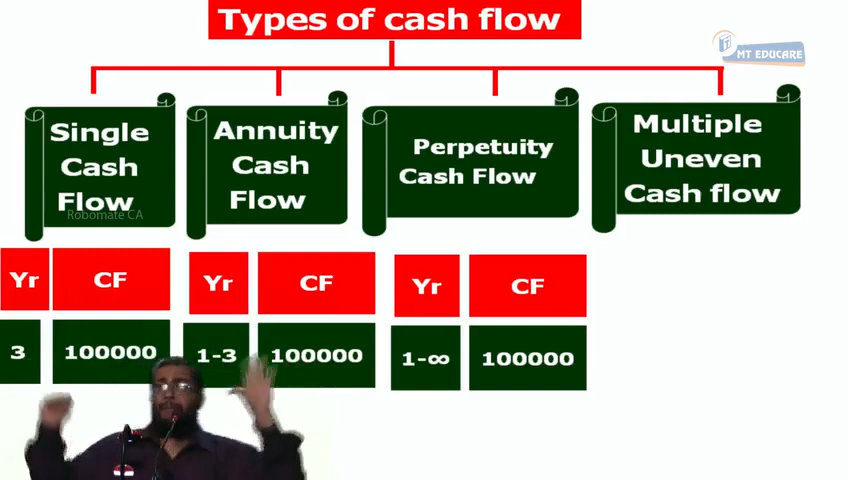 Types of cash flow
MT EDUCARE
Single
Cash
Flow
Robomate CA
Annuity
Cash
Flow
Perpetuity
Cash Flow
Multiple
Uneven
Cash flow
Yr CF
3 100000
Yr CF
1-3 100000
Yr CF
1-∞ 100000